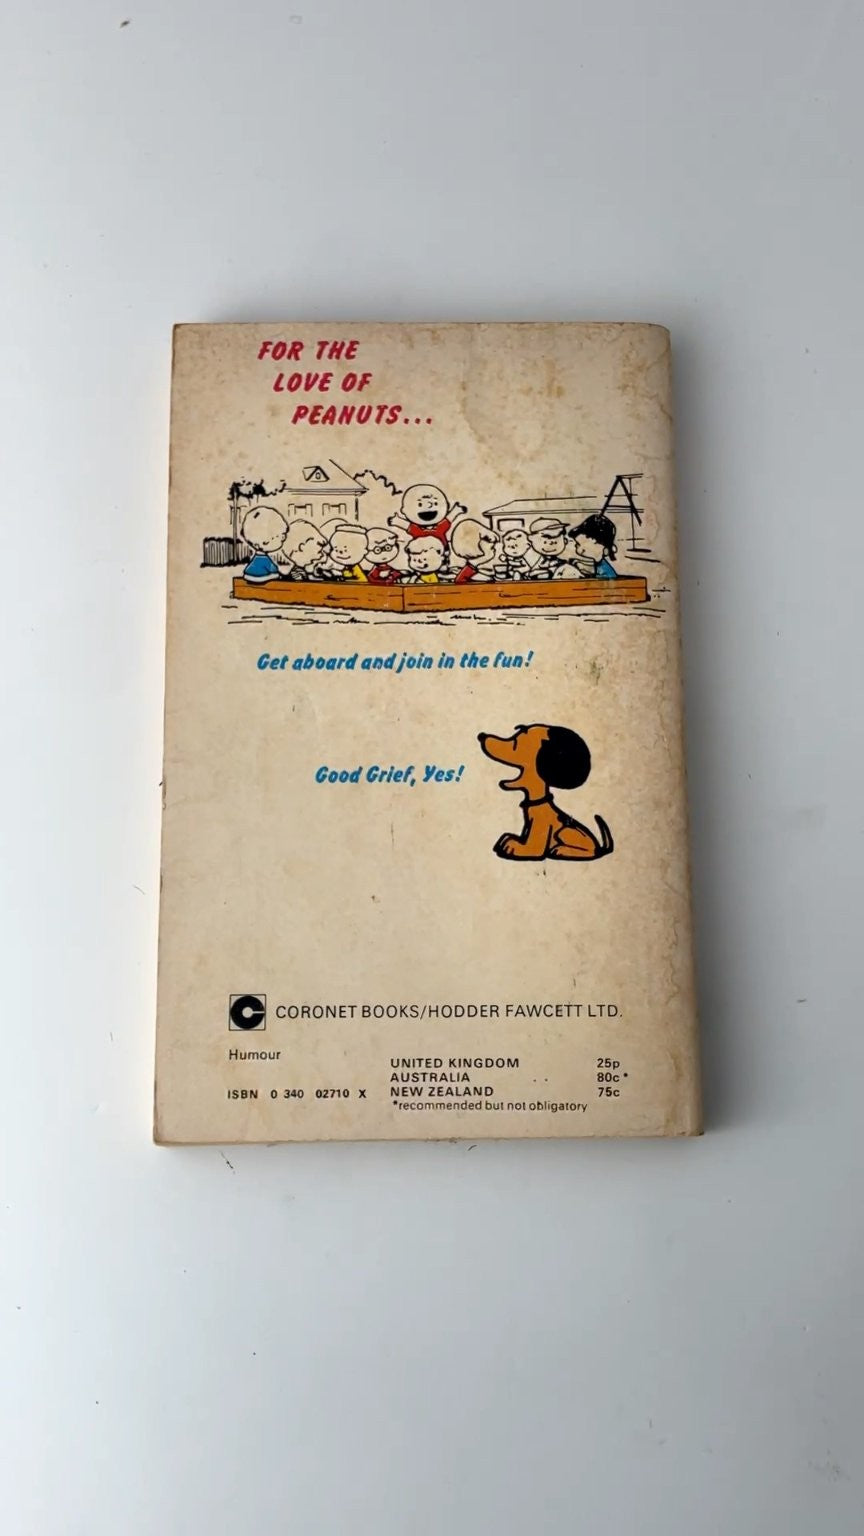 FOR THE
LOVE OF
PEANUTS...
Get aboard and join in the fun!
Good Grief, Yes!
CORONET BOOKS/HODDER FAWCETT LTD.
Humour
UNITED KINGDOM 25p
AUSTRALIA . . 80c*
ISBN 0 340 02710 X NEW ZEALAND 75c
*recommended but not obligatory